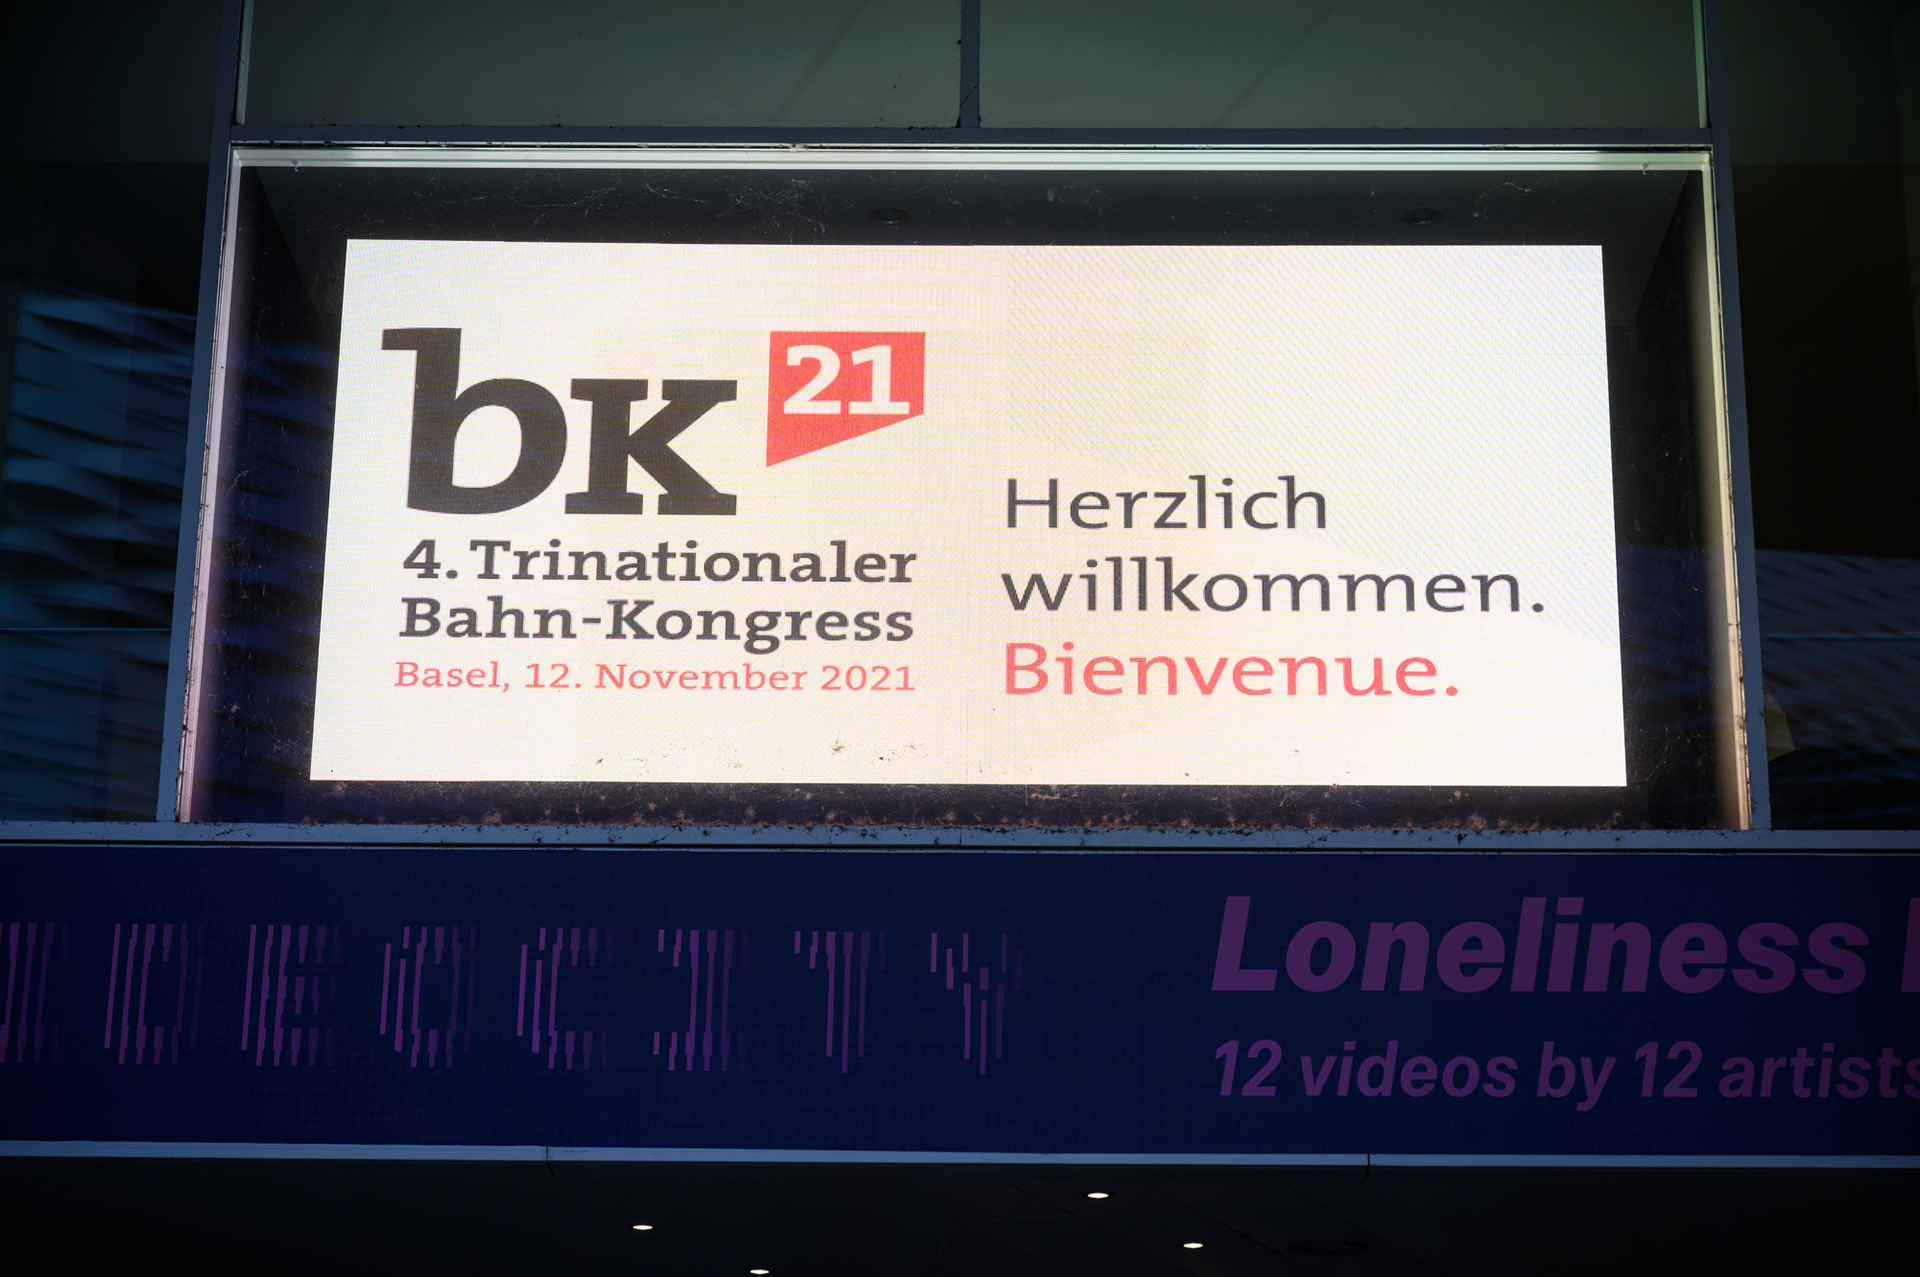 bk 21
4. Trinationaler
Bahn-Kongress
Basel, 12. November 2021
Herzlich
willkommen.
Bienvenue.
IDEOCITY
Loneliness
12 videos by 12 artists